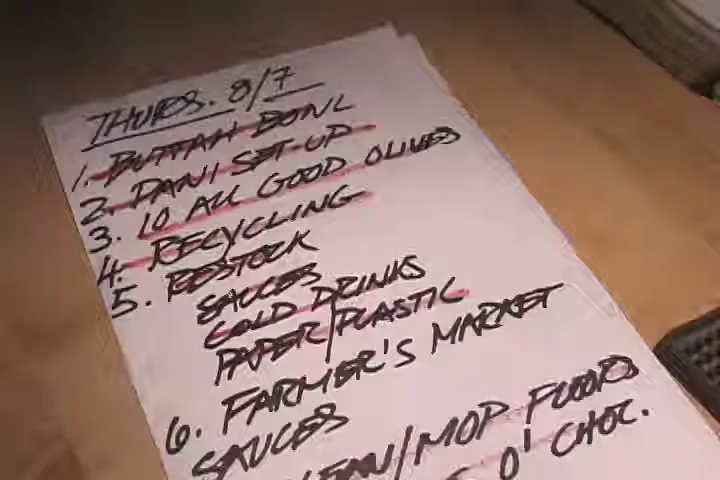 THURS. 8/7
1. BUTTAH BOWL
2. DANI SET-UP
3. 10 ALL GOOD OLIVES
4. RECYCLING
5. RESTOCK
SAUCES
COLD DRINKS
PAPER/PLASTIC
6. FARMER'S MARKET
SAUCES
CLEAN/MOP FLOORS
O' CHOC.